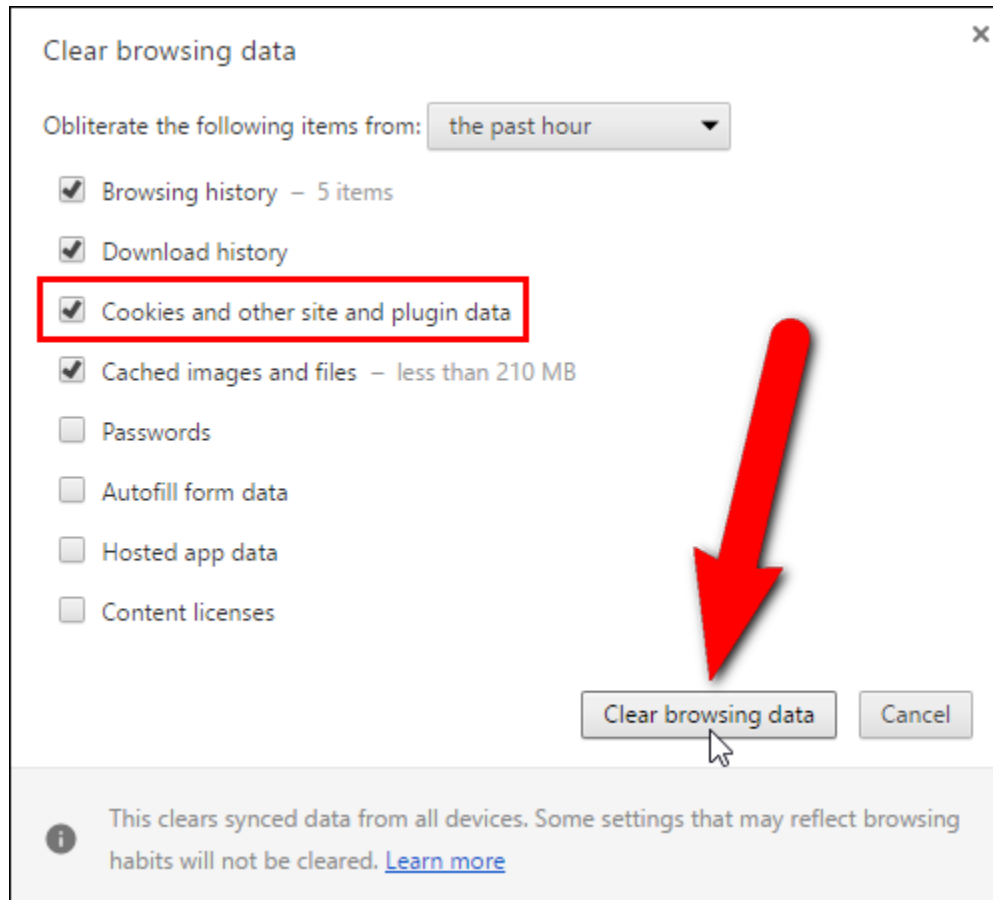 Clear browsing data
Obliterate the following items from: the past hour
Browsing history – 5 items
Download history
Cookies and other site and plugin data
Cached images and files – less than 210 MB
Passwords
Autofill form data
Hosted app data
Content licenses
Clear browsing data Cancel
This clears synced data from all devices. Some settings that may reflect browsing
habits will not be cleared. Learn more